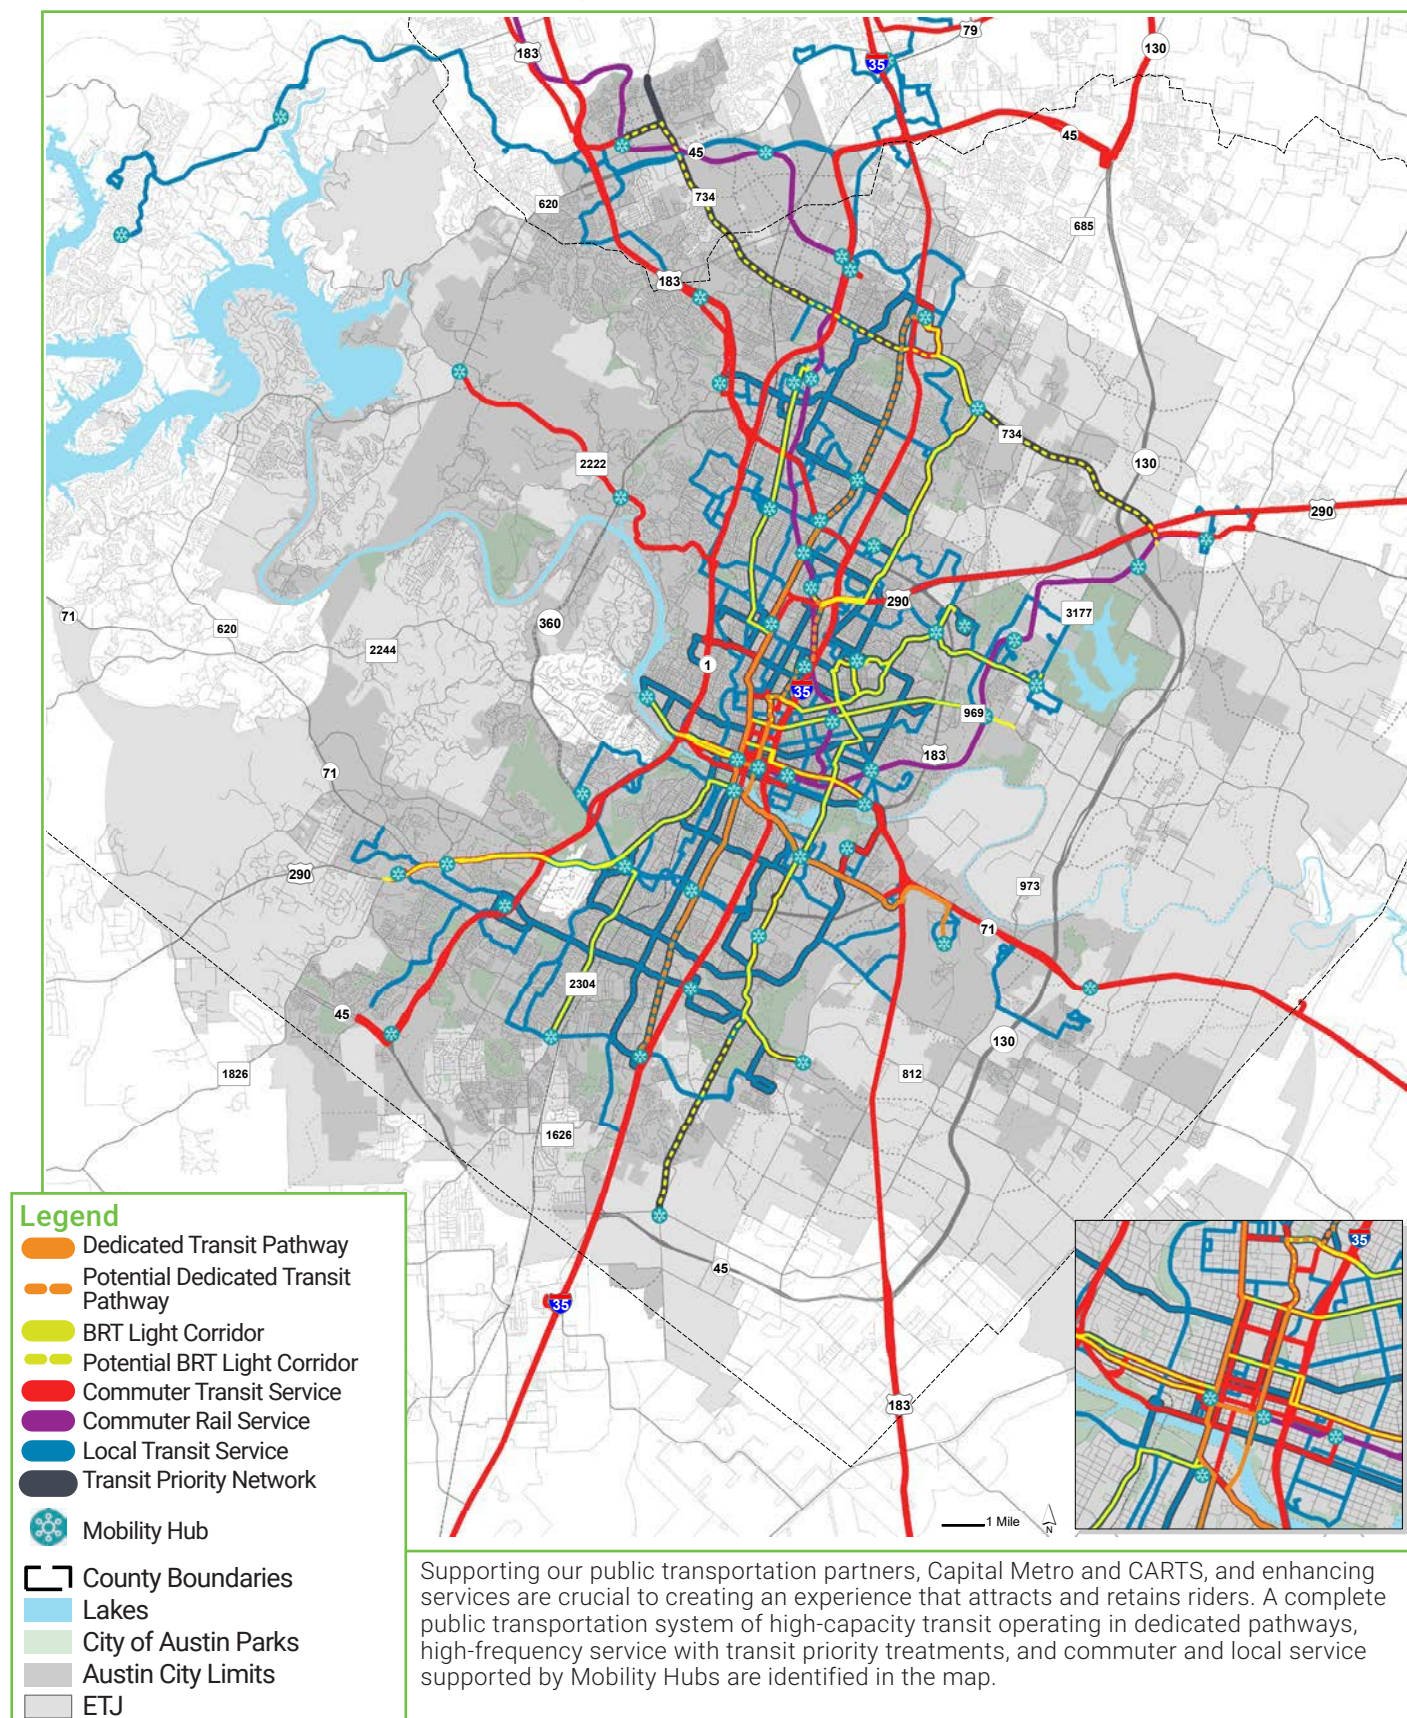 183
35
79
130
45
45
620
734
685
183
734
2222
130
290
71
620
360
290
3177
2244
1
35
969
183
71
290
973
71
2304
45
130
1826
812
1626
45
35
183
35
1 Mile
N
Legend
Dedicated Transit Pathway
Potential Dedicated Transit
Pathway
BRT Light Corridor
Potential BRT Light Corridor
Commuter Transit Service
Commuter Rail Service
Local Transit Service
Transit Priority Network
Mobility Hub
County Boundaries
Lakes
City of Austin Parks
Austin City Limits
ETJ
Supporting our public transportation partners, Capital Metro and CARTS, and enhancing
services are crucial to creating an experience that attracts and retains riders. A complete
public transportation system of high-capacity transit operating in dedicated pathways,
high-frequency service with transit priority treatments, and commuter and local service
supported by Mobility Hubs are identified in the map.